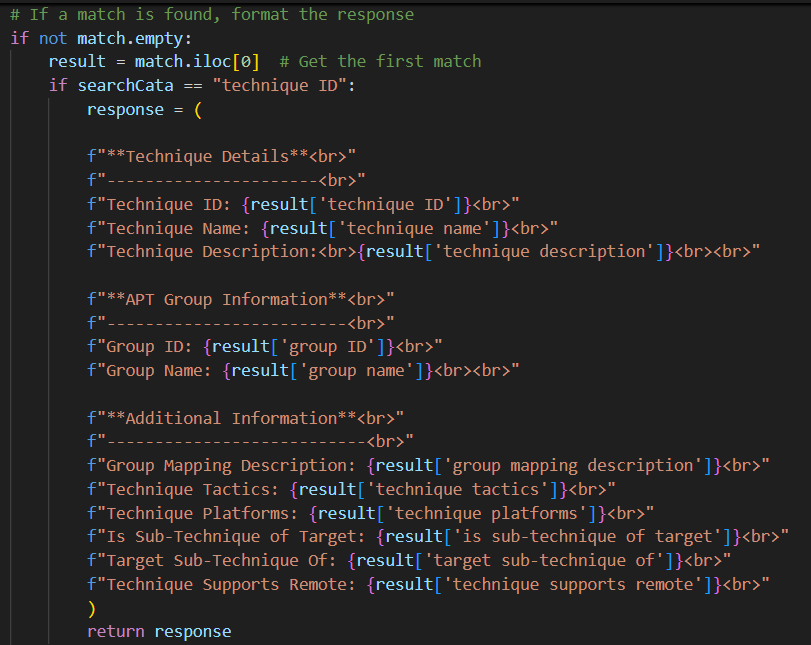 # If a match is found, format the response
if not match.empty:
result = match.iloc[0]  # Get the first match
if searchCata == "technique ID":
response = (
f"**Technique Details**<br>"
f"----------------------<br>"
f"Technique ID: {result['technique ID']}<br>"
f"Technique Name: {result['technique name']}<br>"
f"Technique Description:<br>{result['technique description']}<br><br>"
f"**APT Group Information**<br>"
f"-------------------------<br>"
f"Group ID: {result['group ID']}<br>"
f"Group Name: {result['group name']}<br><br>"
f"**Additional Information**<br>"
f"---------------------------<br>"
f"Group Mapping Description: {result['group mapping description']}<br>"
f"Technique Tactics: {result['technique tactics']}<br>"
f"Technique Platforms: {result['technique platforms']}<br>"
f"Is Sub-Technique of Target: {result['is sub-technique of target']}<br>"
f"Target Sub-Technique Of: {result['target sub-technique of']}<br>"
f"Technique Supports Remote: {result['technique supports remote']}<br>"
)
return response